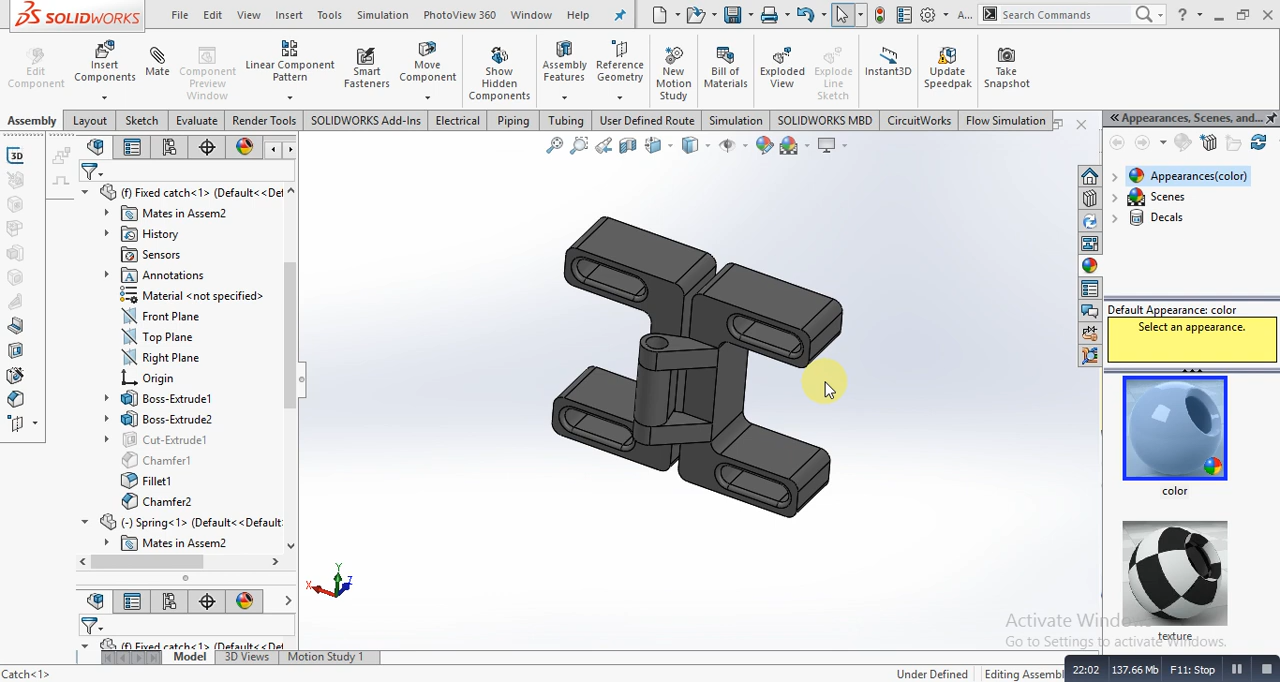 SOLIDWORKS File Edit View Insert Tools Simulation PhotoView 360 Window Help A... Search Commands ?
Edit Component
Insert Components
Mate
Component Preview Window
Linear Component Pattern
Smart Fasteners
Move Component
Show Hidden Components
Assembly Features
Reference Geometry
New Motion Study
Bill of Materials
Exploded View
Explode Line Sketch
Instant3D
Update Speedpak
Take Snapshot
Assembly Layout Sketch Evaluate Render Tools SOLIDWORKS Add-Ins Electrical Piping Tubing User Defined Route Simulation SOLIDWORKS MBD CircuitWorks Flow Simulation
Appearances, Scenes, and...
3D
(f) Fixed catch<1> (Default<<Def
Mates in Assem2
History
Sensors
Annotations
Material <not specified>
Front Plane
Top Plane
Right Plane
Origin
Boss-Extrude1
Boss-Extrude2
Cut-Extrude1
Chamfer1
Fillet1
Chamfer2
(-) Spring<1> (Default<<Default
Mates in Assem2
(f) Fixed catch<1> (Default<<Def
Appearances(color)
Scenes
Decals
Default Appearance: color
Select an appearance.
color
texture
X Y Z
Activate Windows
Go to Settings to activate Windows.
Model 3D Views Motion Study 1
Catch<1> Under Defined Editing Assembl
22:02 137.66 Mb F11: Stop